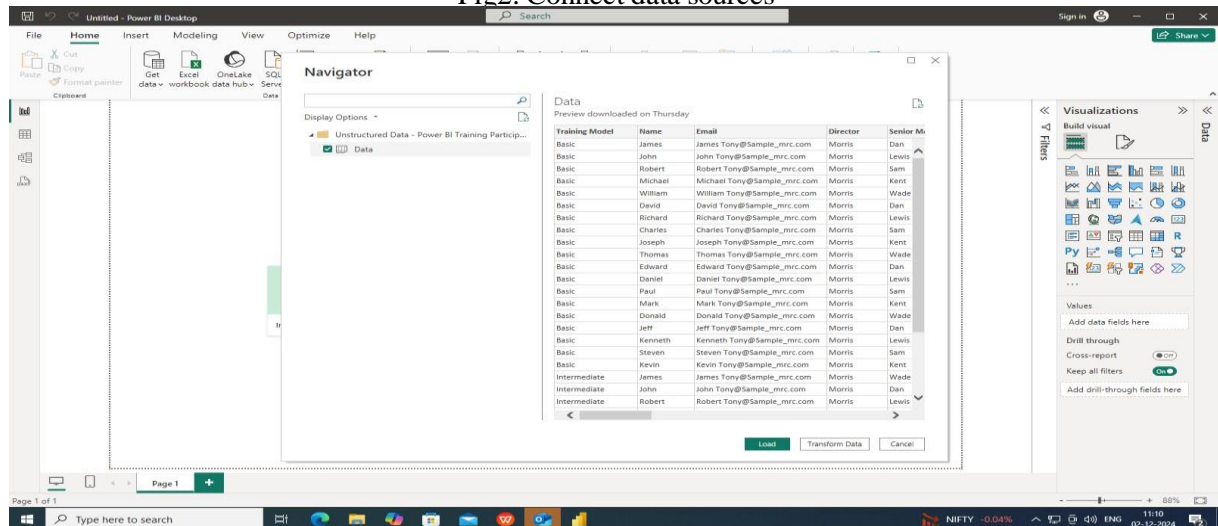 Fig2. Connect data sources
Untitled - Power BI Desktop
Search
Sign in
File Home Insert Modeling View Optimize Help
Share
Paste
Cut
Copy
Format painter
Clipboard
Get data
Excel workbook
OneLake data hub
SQL Serve
Data
Navigator
Display Options
Unstructured Data - Power BI Training Particip...
Data
Data
Preview downloaded on Thursday
Training Model Name Email Director Senior M
Basic James James Tony@Sample_mrc.com Morris Dan
Basic John John Tony@Sample_mrc.com Morris Lewis
Basic Robert Robert Tony@Sample_mrc.com Morris Sam
Basic Michael Michael Tony@Sample_mrc.com Morris Kent
Basic William William Tony@Sample_mrc.com Morris Wade
Basic David David Tony@Sample_mrc.com Morris Dan
Basic Richard Richard Tony@Sample_mrc.com Morris Lewis
Basic Charles Charles Tony@Sample_mrc.com Morris Sam
Basic Joseph Joseph Tony@Sample_mrc.com Morris Kent
Basic Thomas Thomas Tony@Sample_mrc.com Morris Wade
Basic Edward Edward Tony@Sample_mrc.com Morris Dan
Basic Daniel Daniel Tony@Sample_mrc.com Morris Lewis
Basic Paul Paul Tony@Sample_mrc.com Morris Sam
Basic Mark Mark Tony@Sample_mrc.com Morris Kent
Basic Donald Donald Tony@Sample_mrc.com Morris Wade
Basic Jeff Jeff Tony@Sample_mrc.com Morris Dan
Basic Kenneth Kenneth Tony@Sample_mrc.com Morris Lewis
Basic Steven Steven Tony@Sample_mrc.com Morris Sam
Basic Kevin Kevin Tony@Sample_mrc.com Morris Kent
Intermediate James James Tony@Sample_mrc.com Morris Wade
Intermediate John John Tony@Sample_mrc.com Morris Dan
Intermediate Robert Robert Tony@Sample_mrc.com Morris Lewis
Load Transform Data Cancel
Filters
Visualizations
Build visual
123
R
Py
...
Values
Add data fields here
Drill through
Cross-report Off
Keep all filters On
Add drill-through fields here
Data
Page 1
Page 1 of 1
88%
Type here to search
NIFTY -0.04%
ENG
11:10
02-12-2024